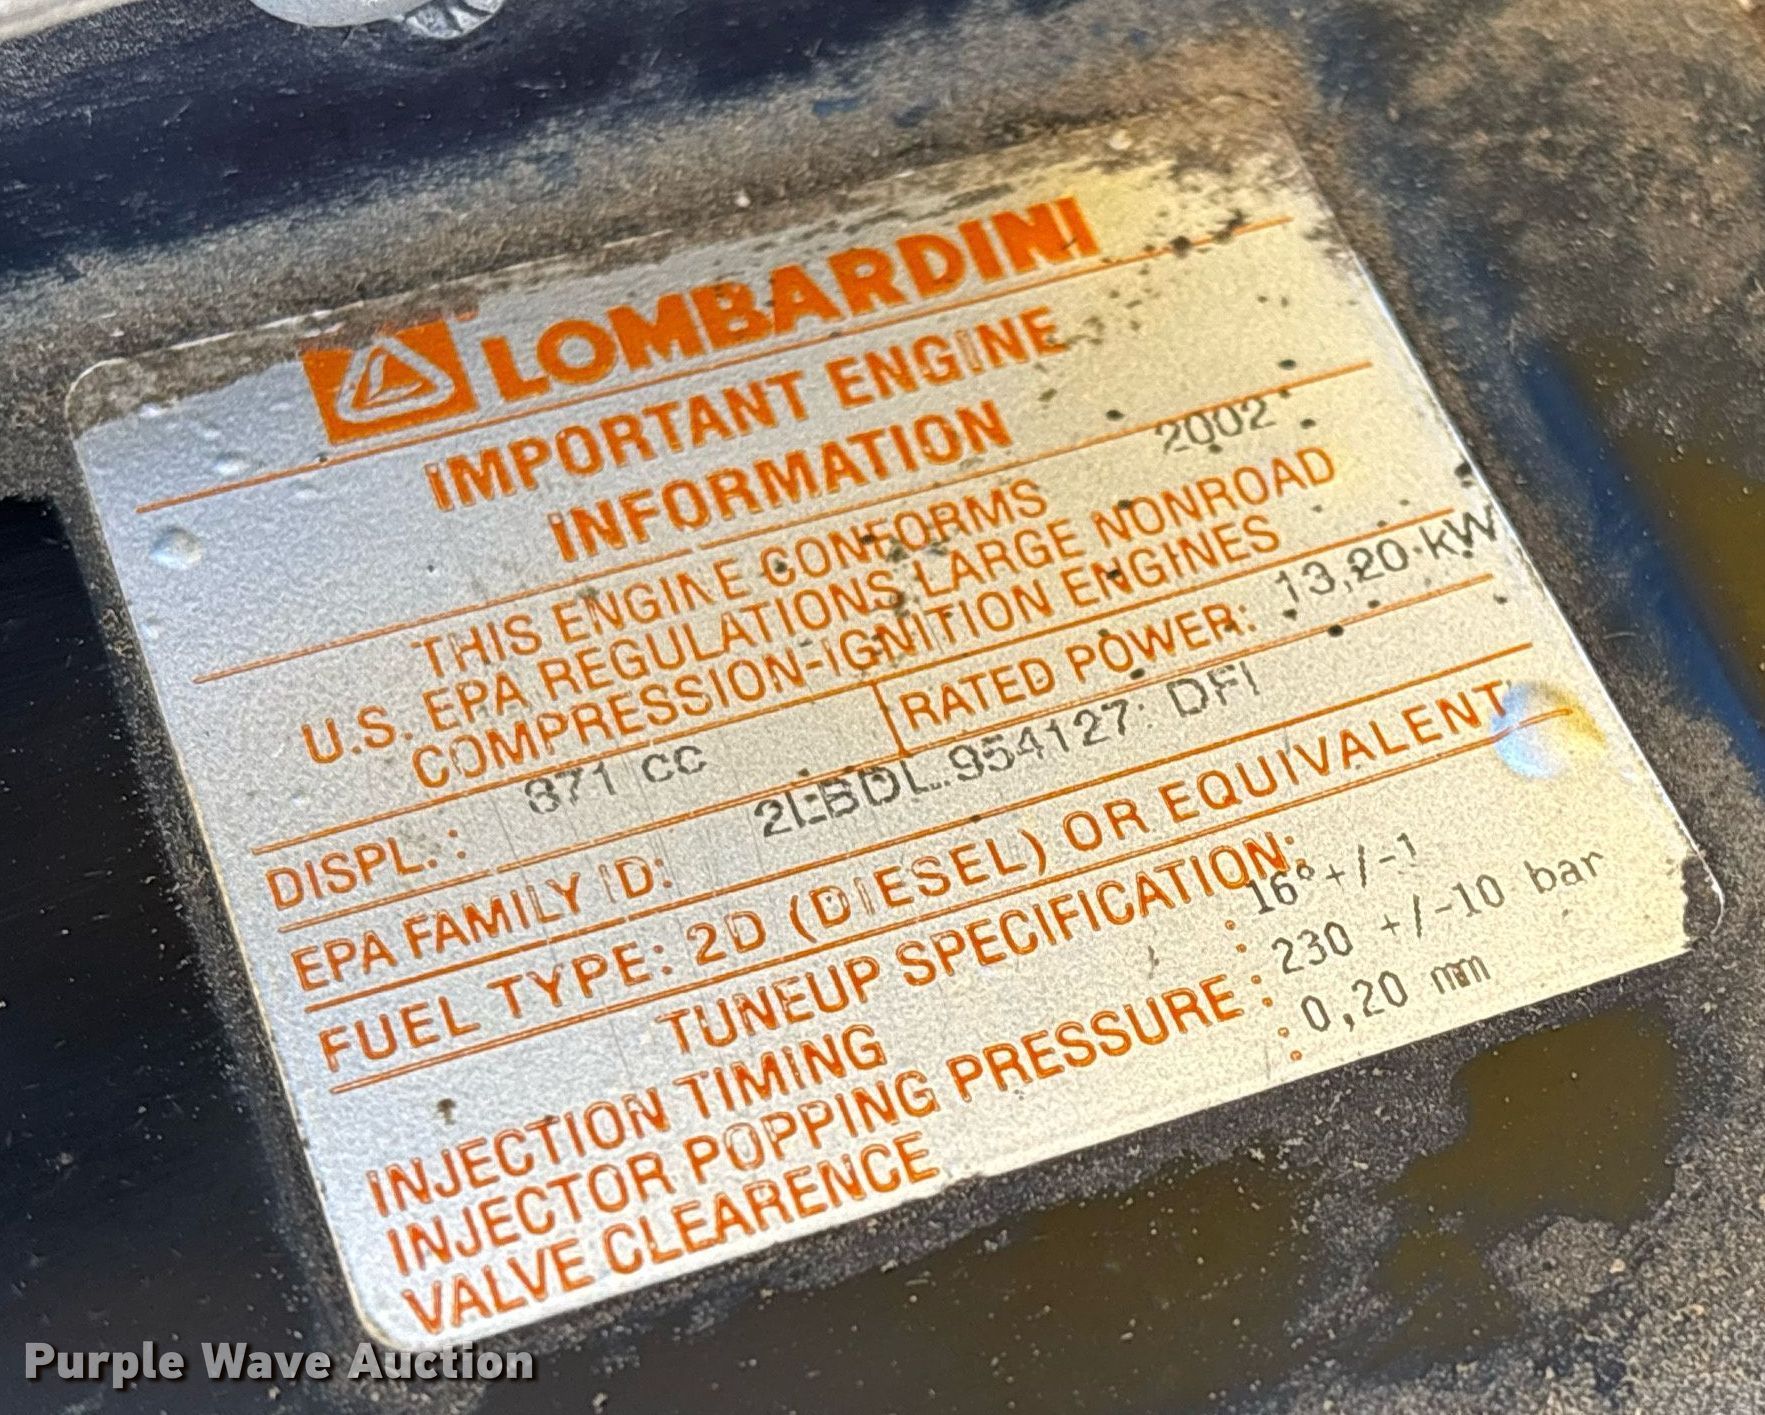 LOMBARDINI
IMPORTANT ENGINE
INFORMATION
THIS ENGINE CONFORMS 2002
U.S. EPA REGULATIONS LARGE NONROAD
COMPRESSION-IGNITION ENGINES
DISPL. : 871 cc RATED POWER: 13,20 kW
EPA FAMILY ID: 2LBDL.954127: DFI
FUEL TYPE: 2D (DIESEL) OR EQUIVALENT
TUNEUP SPECIFICATION:
INJECTION TIMING : 16°+/-1
INJECTOR POPPING PRESSURE : 230 +/-10 bar
VALVE CLEARENCE : 0,20 mm
Purple Wave Auction